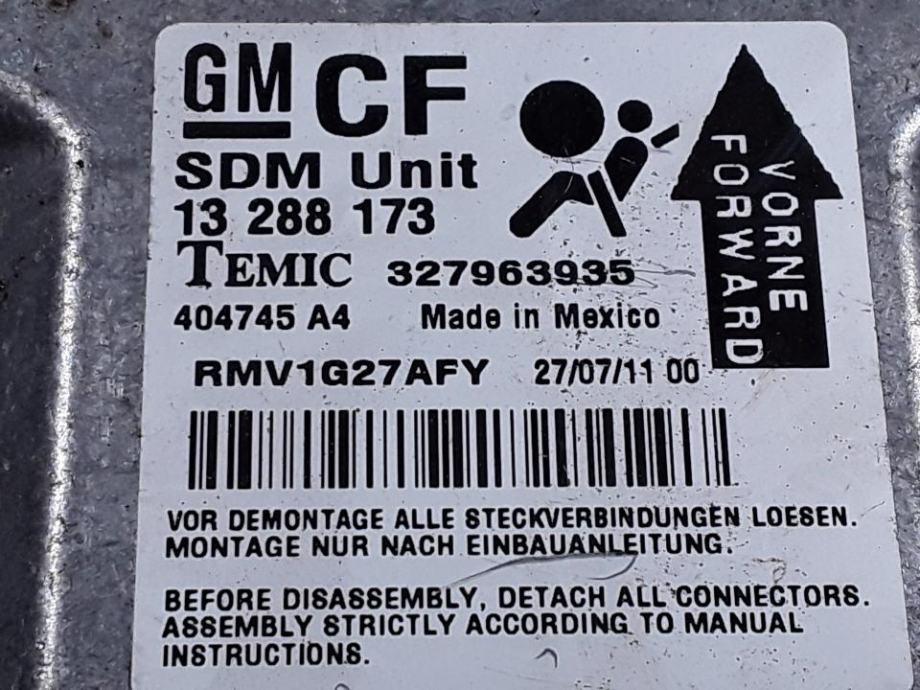 GM CF
SDM Unit
13 288 173
TEMIC 327963935
404745 A4 Made in Mexico
RMV1G27AFY 27/07/11 00
VORNE
FORWARD
VOR DEMONTAGE ALLE STECKVERBINDUNGEN LOESEN.
MONTAGE NUR NACH EINBAUANLEITUNG.
BEFORE DISASSEMBLY, DETACH ALL CONNECTORS.
ASSEMBLY STRICTLY ACCORDING TO MANUAL
INSTRUCTIONS.